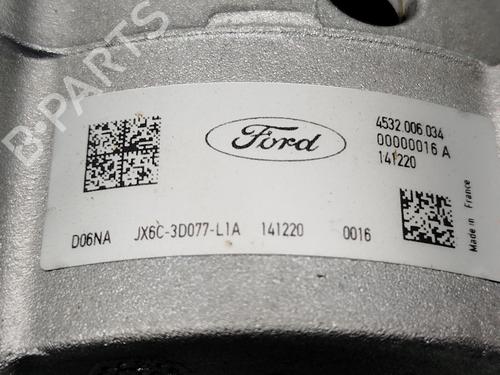 B-PARTS
Ford
4532.006.034
00000016 A
141220
Made in France
D06NA JX6C-3D077-L1A 141220 0016